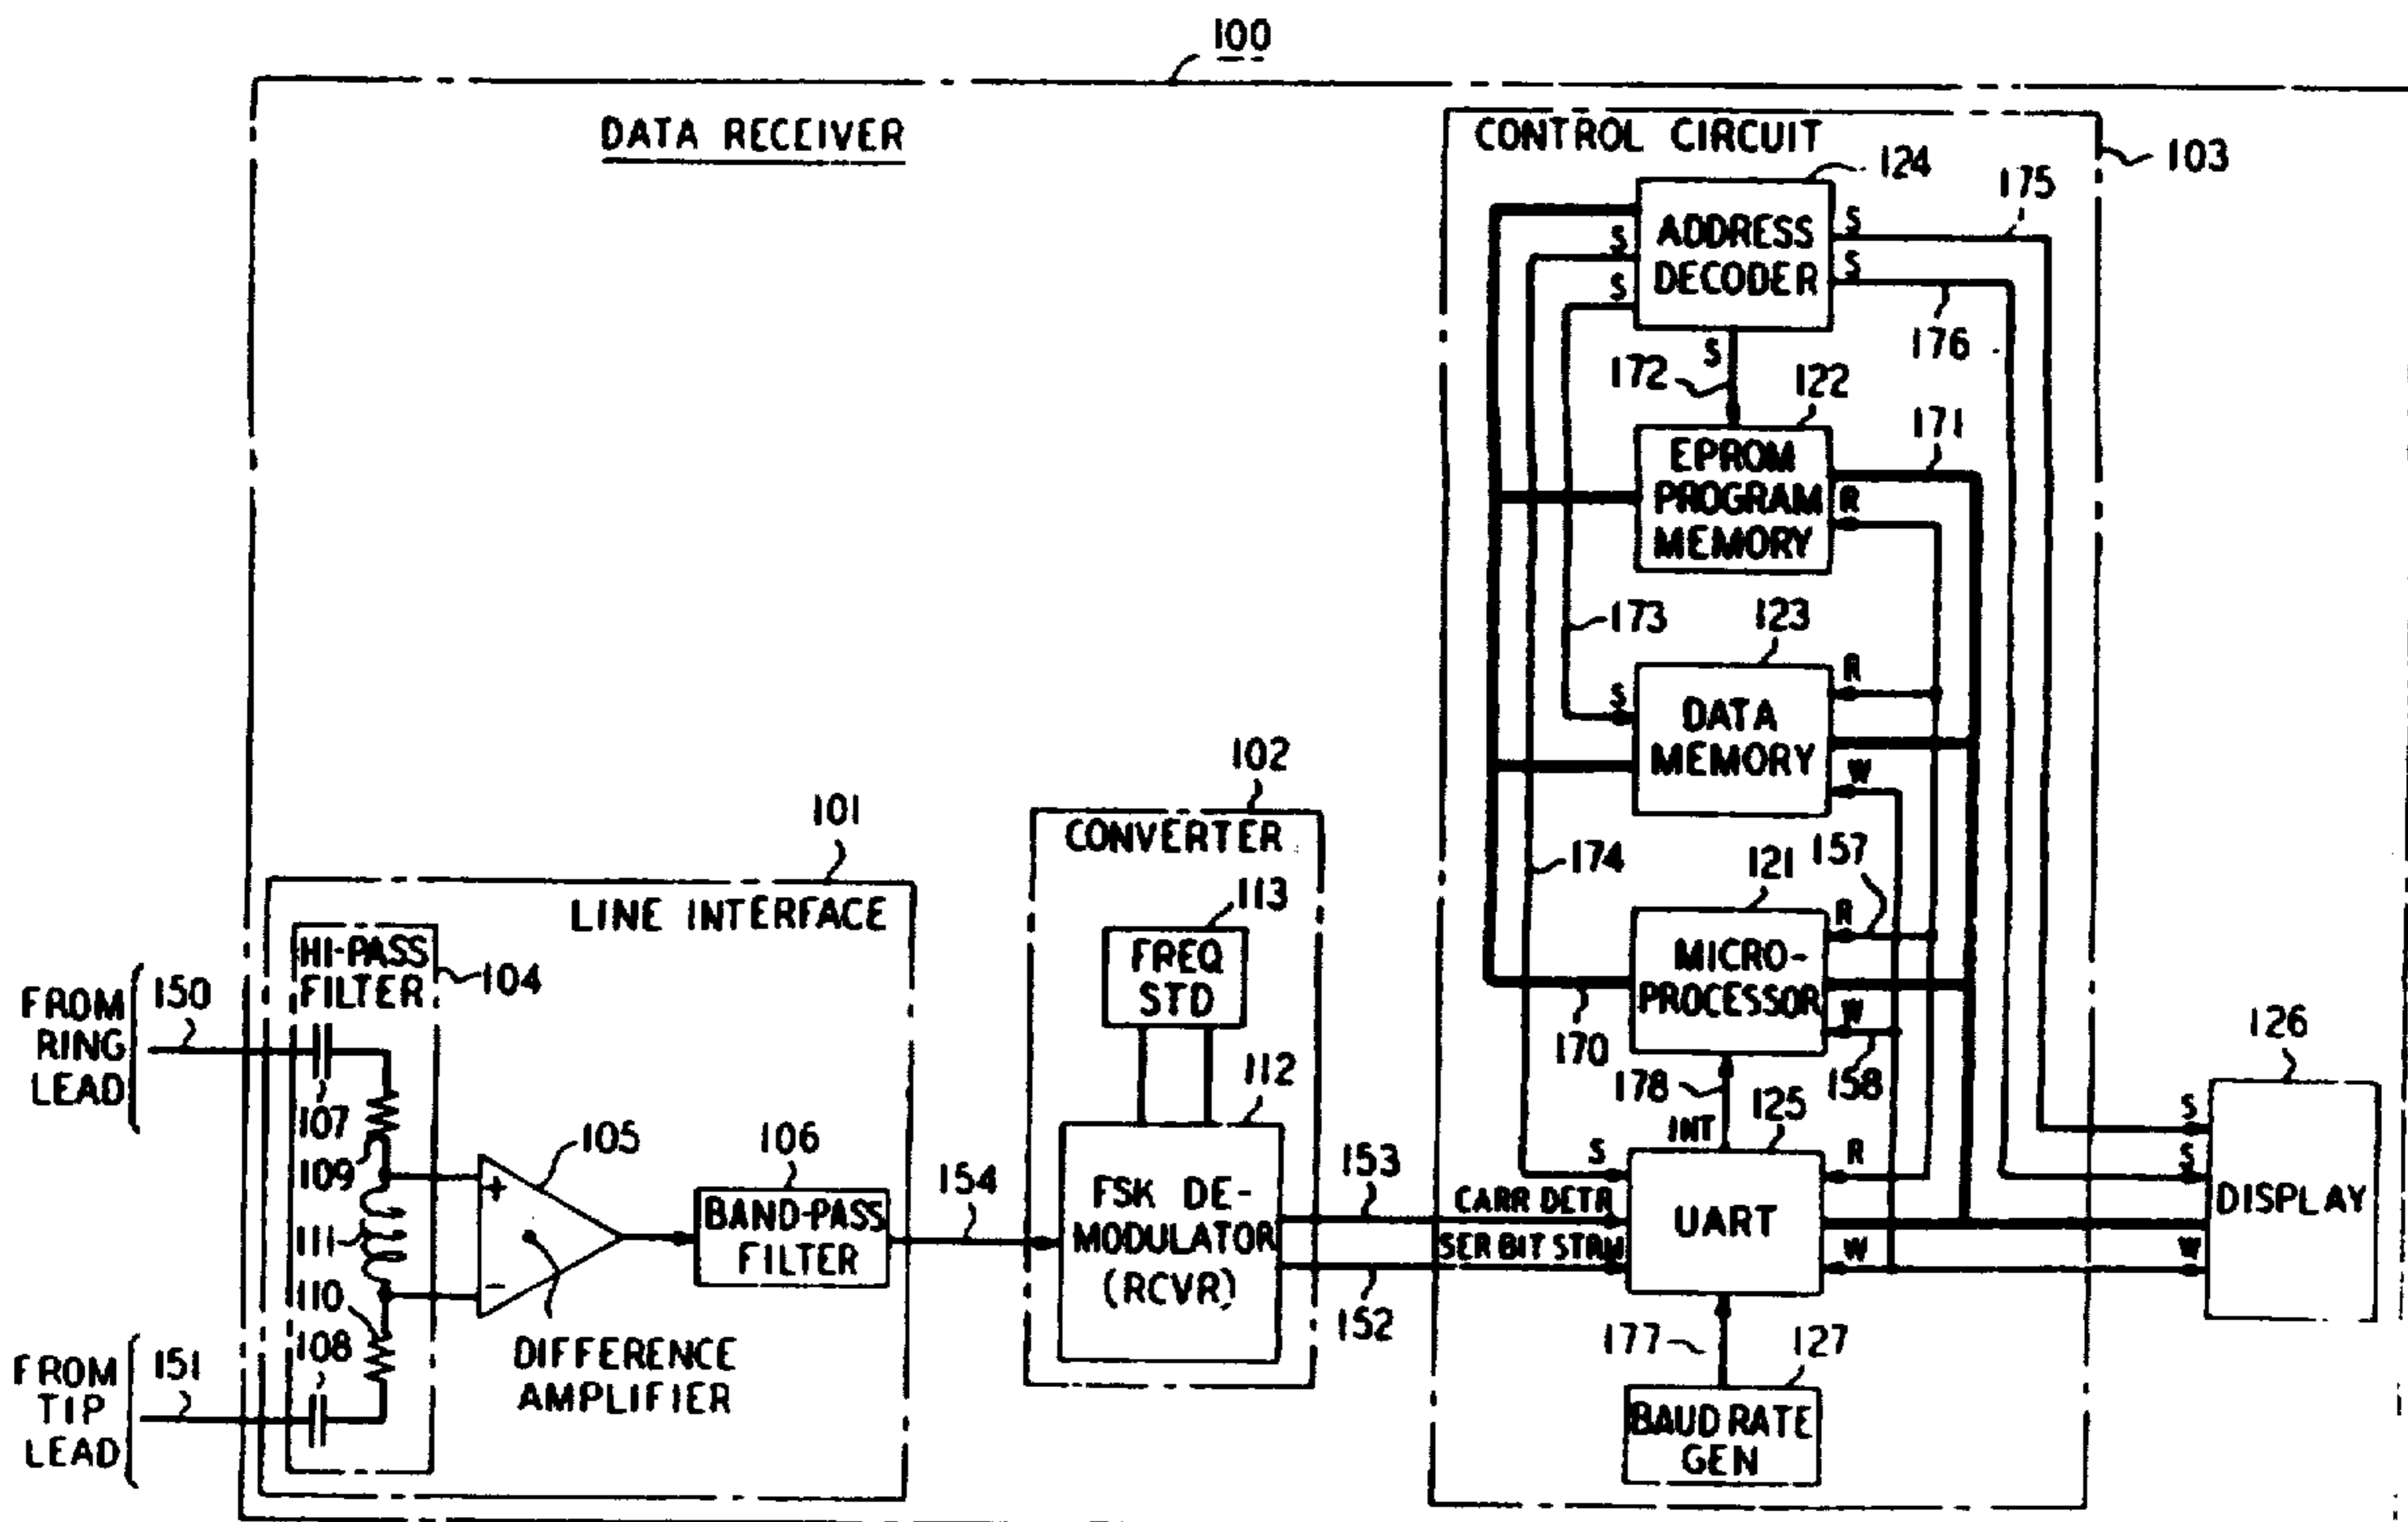 100
DATA RECEIVER
CONTROL CIRCUIT
103
124
175
S
S
ADDRESS
DECODER
S
S
S
176
172
122
171
EPROM
PROGRAM
MEMORY
R
173
123
R
S
DATA
MEMORY
W
102
CONVERTER
101
LINE INTERFACE
174
121
157
113
FREQ
STD
R
MICRO-
PROCESSOR
W
HI-PASS
FILTER
104
FROM
RING
LEAD
150
170
158
126
107
109
178
INT
125
112
105
106
+
-
111
110
108
BAND-PASS
FILTER
154
FSK DE-
MODULATOR
(RCVR)
153
CARR DETR
SER BIT STRM
152
S
R
UART
W
S
S
DISPLAY
W
DIFFERENCE
AMPLIFIER
FROM
TIP
LEAD
151
177
127
BAUD RATE
GEN